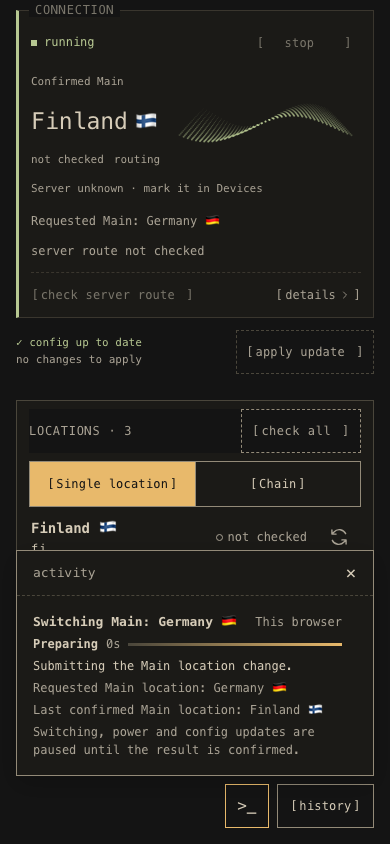 CONNECTION
running
[ stop ]
Confirmed Main
Finland 🇫🇮
not checked routing
Server unknown · mark it in Devices
Requested Main: Germany 🇩🇪
server route not checked
[check server route ]
[details > ]
✓ config up to date
no changes to apply
[apply update ]
LOCATIONS · 3
[check all ]
[Single location]
[Chain]
Finland 🇫🇮
not checked
fi
activity
×
Switching Main: Germany 🇩🇪 This browser
Preparing 0s
Submitting the Main location change.
Requested Main location: Germany 🇩🇪
Last confirmed Main location: Finland 🇫🇮
Switching, power and config updates are
paused until the result is confirmed.
>_
[history]